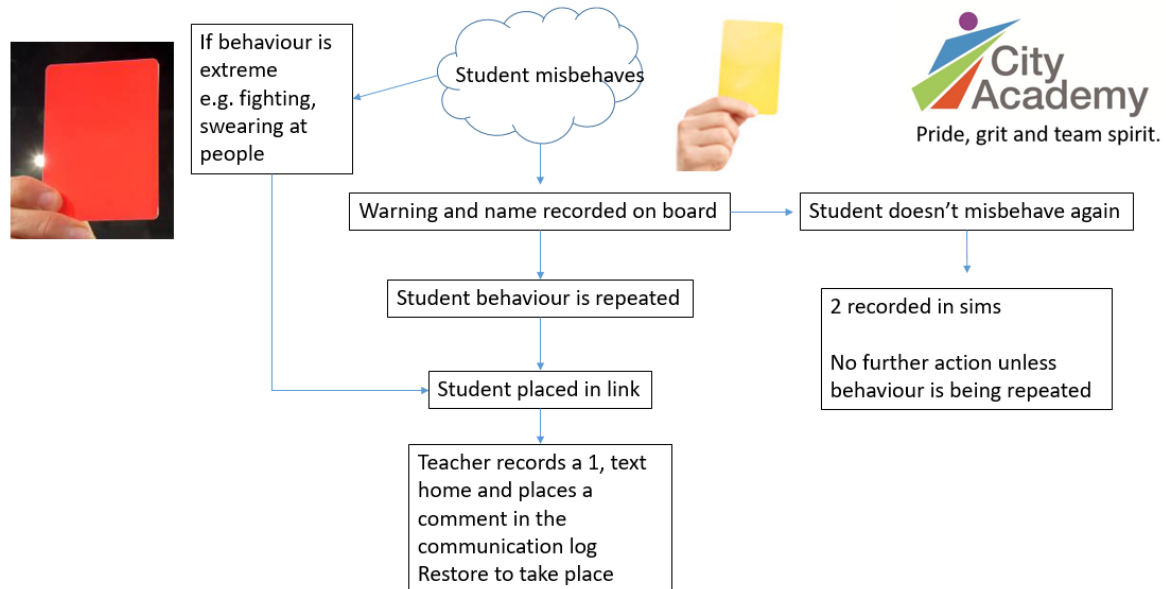 If behaviour is
extreme
e.g. fighting,
swearing at
people
Student misbehaves
City
Academy
Pride, grit and team spirit.
Warning and name recorded on board
Student doesn’t misbehave again
Student behaviour is repeated
2 recorded in sims
No further action unless
behaviour is being repeated
Student placed in link
Teacher records a 1, text
home and places a
comment in the
communication log
Restore to take place